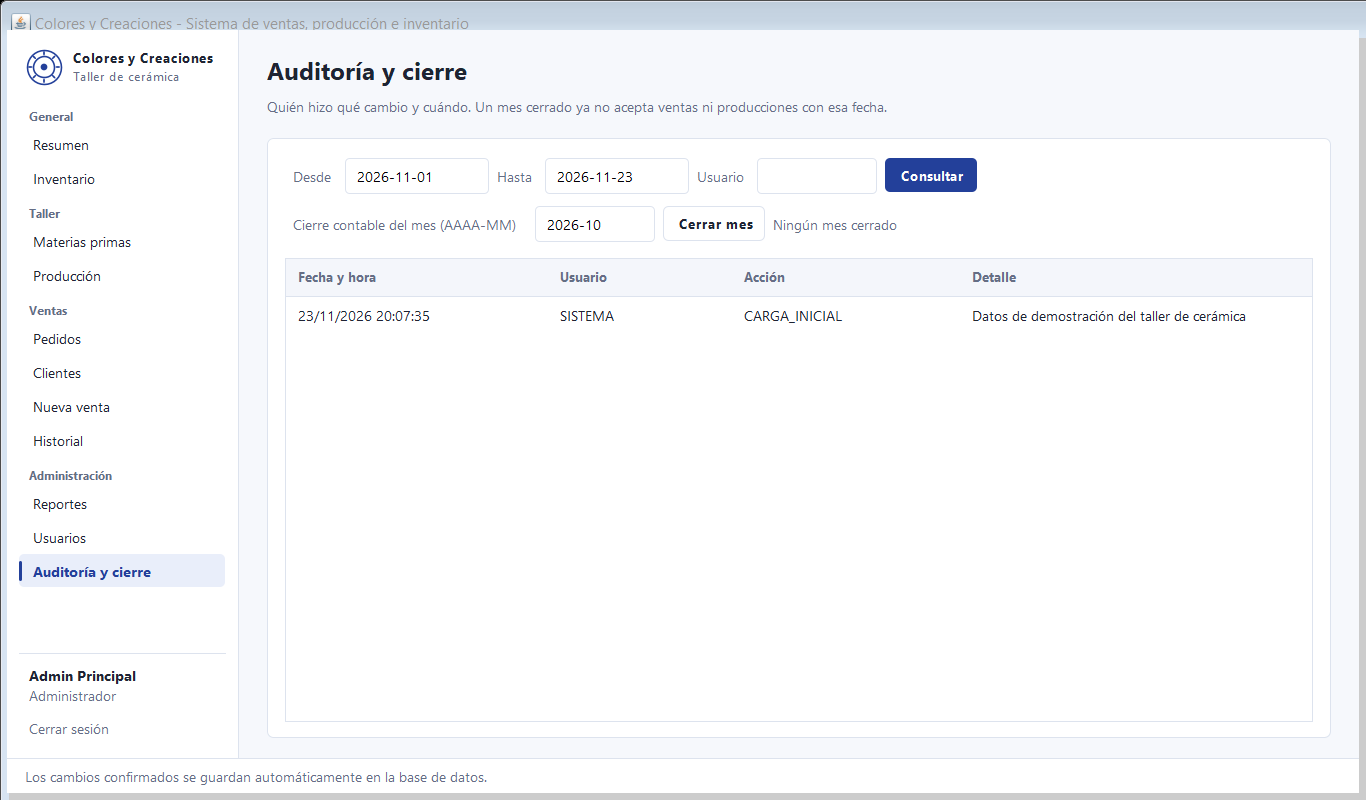 Colores y Creaciones - Sistema de ventas, producción e inventario
Colores y Creaciones
Taller de cerámica
General
Resumen
Inventario
Taller
Materias primas
Producción
Ventas
Pedidos
Clientes
Nueva venta
Historial
Administración
Reportes
Usuarios
Auditoría y cierre
Admin Principal
Administrador
Cerrar sesión
Auditoría y cierre
Quién hizo qué cambio y cuándo. Un mes cerrado ya no acepta ventas ni producciones con esa fecha.
Desde 2026-11-01 Hasta 2026-11-23 Usuario Consultar
Cierre contable del mes (AAAA-MM) 2026-10 Cerrar mes Ningún mes cerrado
Fecha y hora Usuario Acción Detalle
23/11/2026 20:07:35 SISTEMA CARGA_INICIAL Datos de demostración del taller de cerámica
Los cambios confirmados se guardan automáticamente en la base de datos.